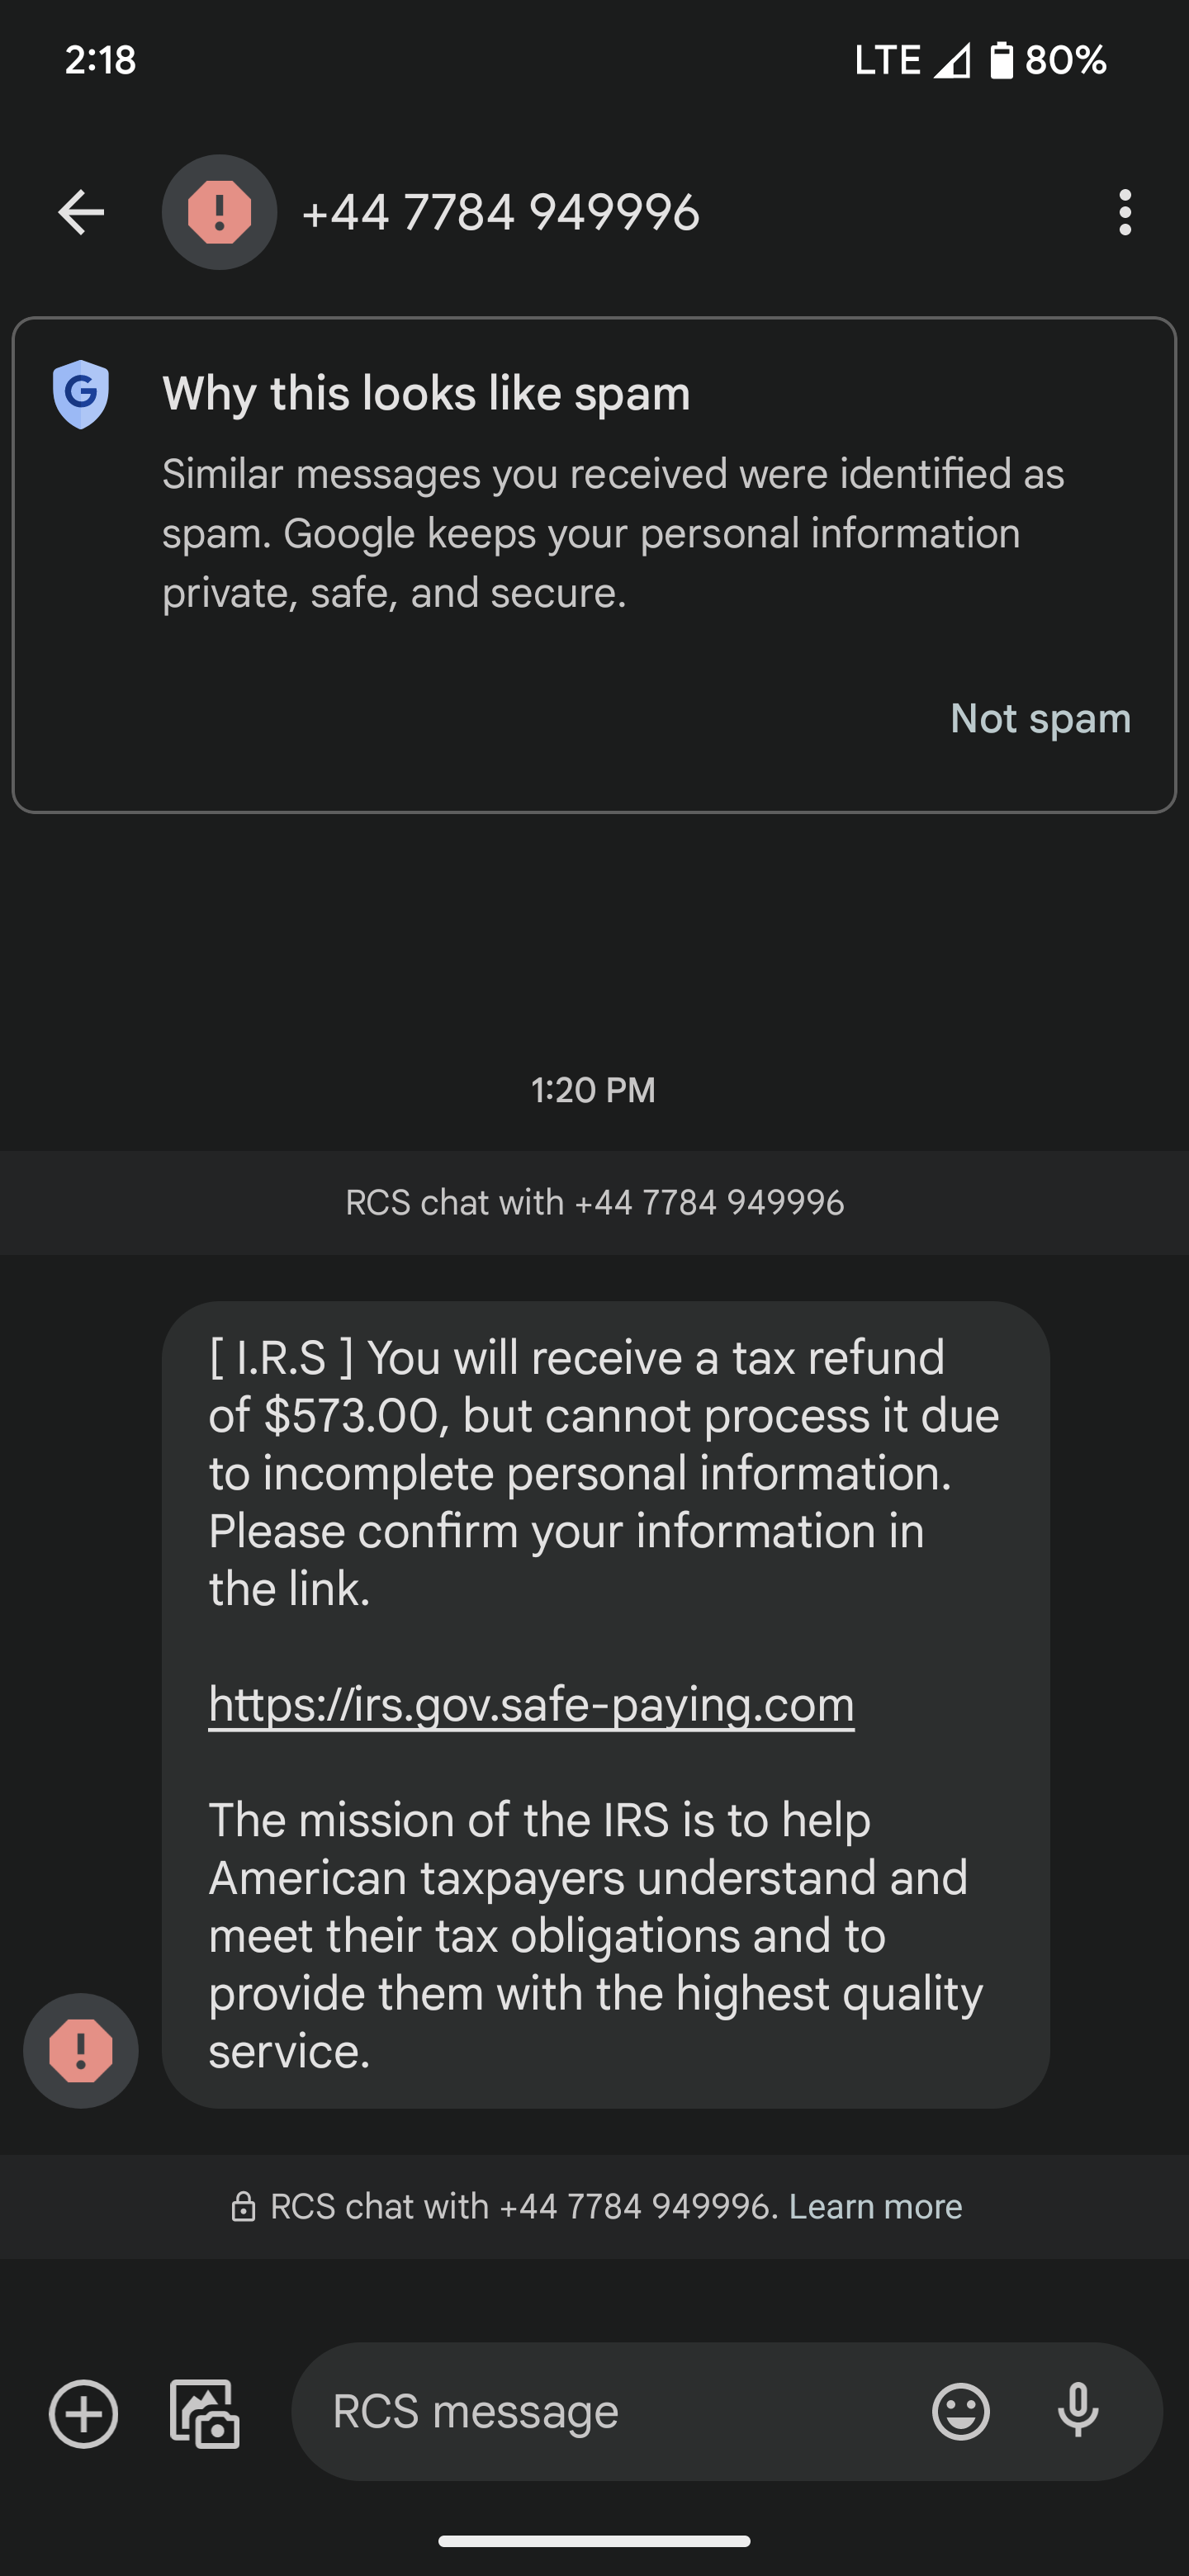 2:18
LTE 80%
+44 7784 949996
G
Why this looks like spam
Similar messages you received were identified as
spam. Google keeps your personal information
private, safe, and secure.
Not spam
1:20 PM
RCS chat with +44 7784 949996
[ I.R.S ] You will receive a tax refund
of $573.00, but cannot process it due
to incomplete personal information.
Please confirm your information in
the link.
https://irs.gov.safe-paying.com
The mission of the IRS is to help
American taxpayers understand and
meet their tax obligations and to
provide them with the highest quality
service.
RCS chat with +44 7784 949996. Learn more
RCS message